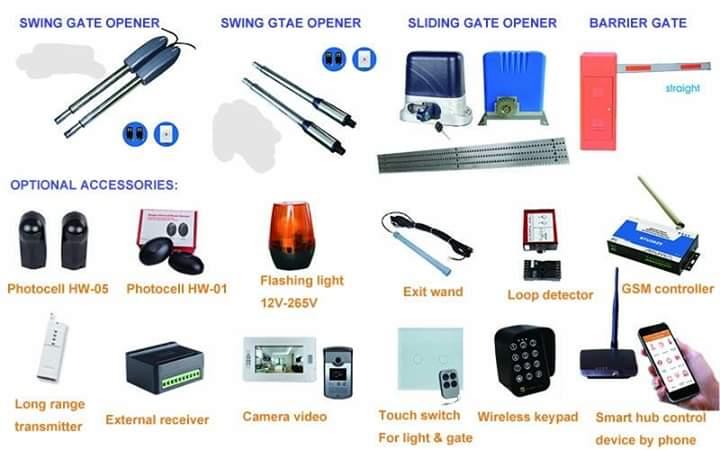 SWING GATE OPENER
SWING GTAE OPENER
SLIDING GATE OPENER
BARRIER GATE
straight
OPTIONAL ACCESSORIES:
Photocell HW-05
Photocell HW-01
Flashing light
12V-265V
Exit wand
Loop detector
GSM controller
Long range
transmitter
External receiver
Camera video
Touch switch
For light & gate
Wireless keypad
Smart hub control
device by phone